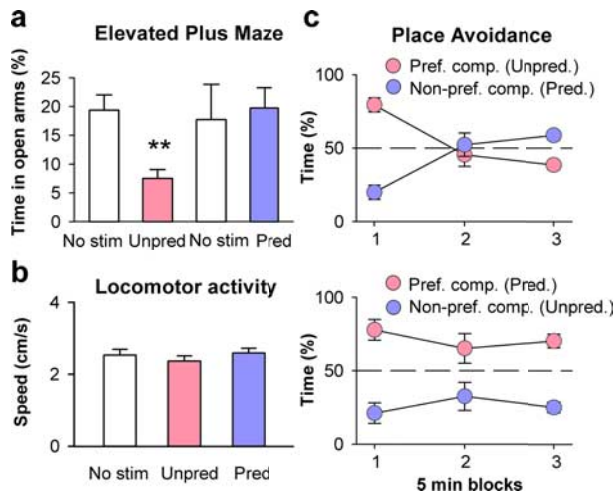 a
Elevated Plus Maze
Time in open arms (%)
25
20
15
10
5
0
**
No stim Unpred No stim Pred
b
Locomotor activity
Speed (cm/s)
4
2
0
No stim Unpred Pred
c
Place Avoidance
Pref. comp. (Unpred.)
Non-pref. comp. (Pred.)
Time (%)
100
50
0
1 2 3
Pref. comp. (Pred.)
Non-pref. comp. (Unpred.)
Time (%)
100
50
0
1 2 3
5 min blocks